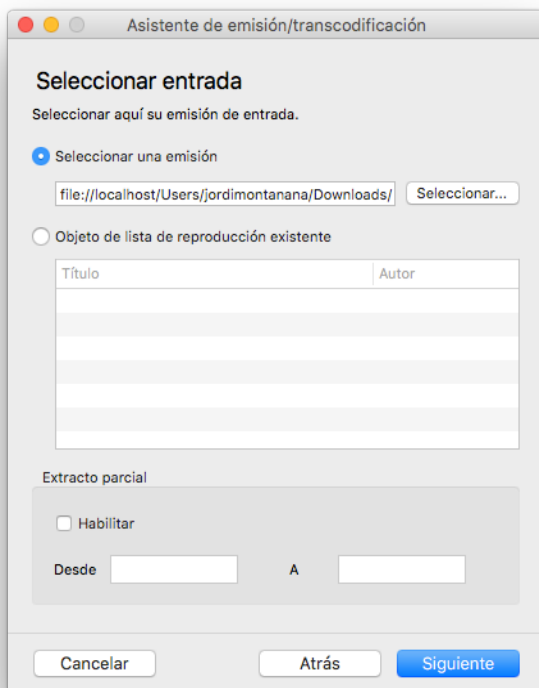 Asistente de emisión/transcodificación
Seleccionar entrada
Seleccionar aquí su emisión de entrada.
Seleccionar una emisión
file://localhost/Users/jordimontanana/Downloads/ Seleccionar...
Objeto de lista de reproducción existente
Título Autor
Extracto parcial
Habilitar
Desde A
Cancelar Atrás Siguiente